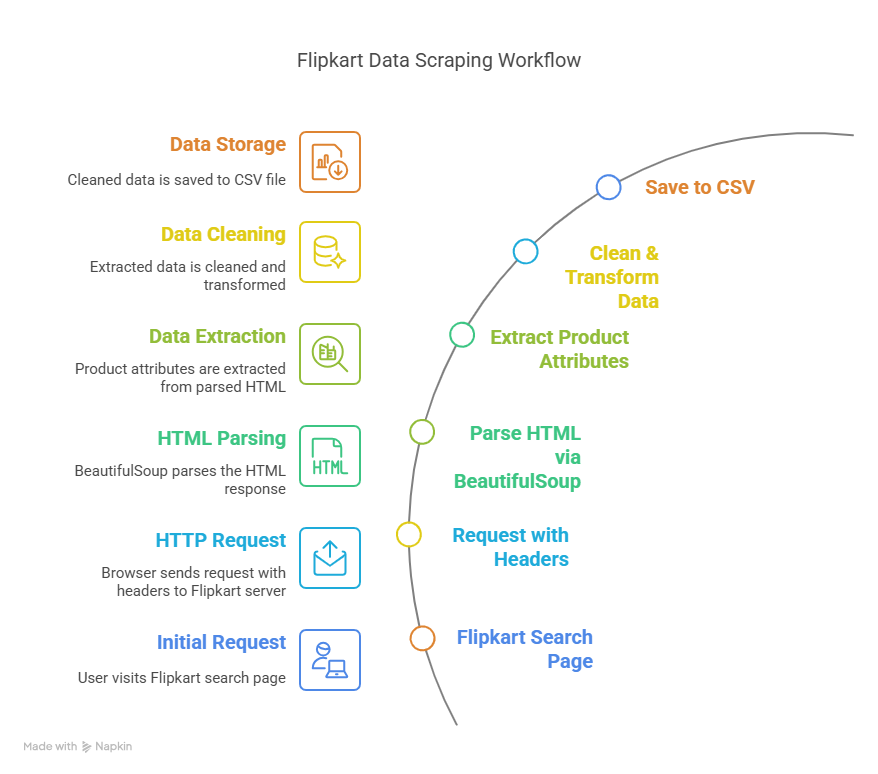 Flipkart Data Scraping Workflow
Data Storage
Cleaned data is saved to CSV file
Save to CSV
Data Cleaning
Extracted data is cleaned and
transformed
Clean &
Transform
Data
Data Extraction
Product attributes are extracted
from parsed HTML
Extract Product
Attributes
HTML Parsing
BeautifulSoup parses the HTML
response
HTML
Parse HTML
via
BeautifulSoup
HTTP Request
Browser sends request with
headers to Flipkart server
Request with
Headers
Initial Request
User visits Flipkart search page
Flipkart Search
Page
Made with Napkin